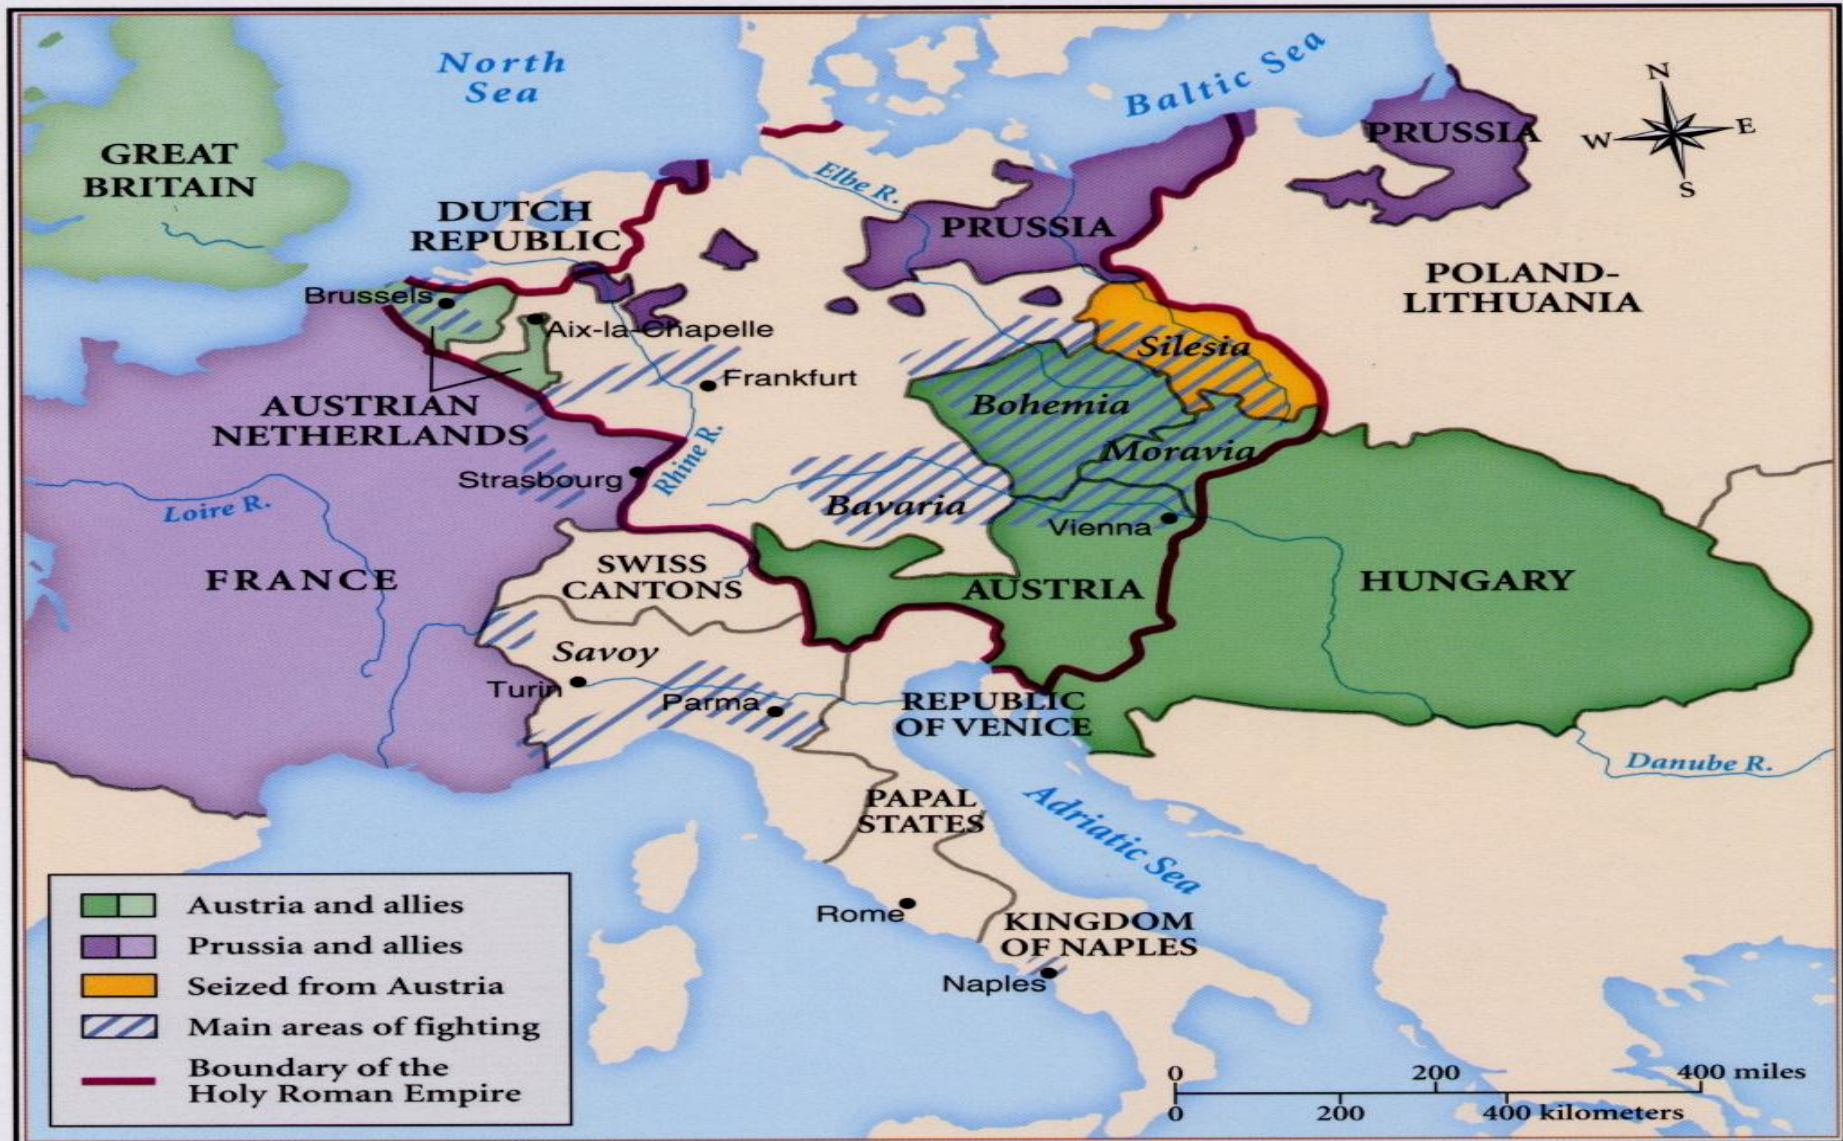 North
Sea
Baltic Sea
N
W
E
S
GREAT
BRITAIN
PRUSSIA
Elbe R.
DUTCH
REPUBLIC
PRUSSIA
POLAND-
LITHUANIA
Brussels
Aix-la-Chapelle
Silesia
Frankfurt
AUSTRIAN
NETHERLANDS
Bohemia
Moravia
Rhine R.
Strasbourg
Loire R.
Bavaria
Vienna
FRANCE
SWISS
CANTONS
AUSTRIA
HUNGARY
Savoy
Turin
Parma
REPUBLIC
OF VENICE
Danube R.
PAPAL
STATES
Adriatic Sea
Rome
KINGDOM
OF NAPLES
Naples
Austria and allies
Prussia and allies
Seized from Austria
Main areas of fighting
Boundary of the
Holy Roman Empire
0 200 400 miles
0 200 400 kilometers